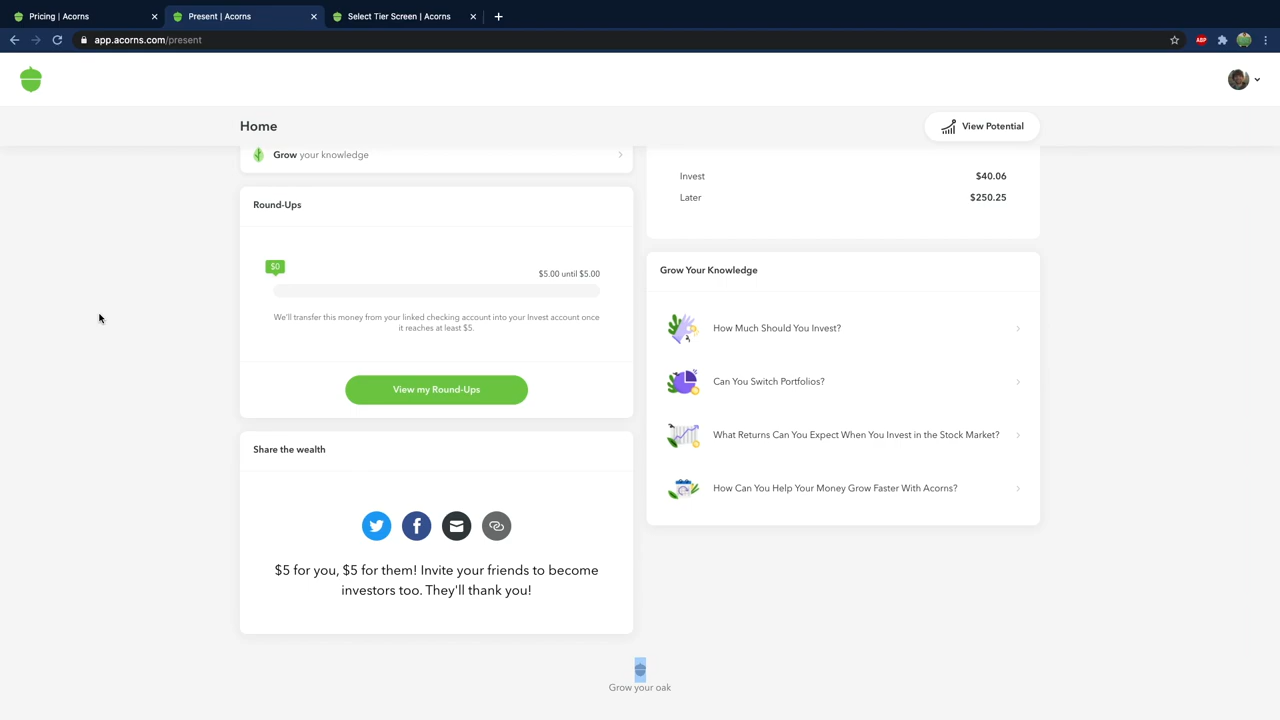 Pricing | Acorns
Present | Acorns
Select Tier Screen | Acorns
app.acorns.com/present
ABP
Home
View Potential
Grow your knowledge
Invest
$40.06
Later
$250.25
Round-Ups
$0
$5.00 until $5.00
We'll transfer this money from your linked checking account into your Invest account once
it reaches at least $5.
View my Round-Ups
Grow Your Knowledge
How Much Should You Invest?
Can You Switch Portfolios?
What Returns Can You Expect When You Invest in the Stock Market?
How Can You Help Your Money Grow Faster With Acorns?
Share the wealth
$5 for you, $5 for them! Invite your friends to become
investors too. They'll thank you!
Grow your oak